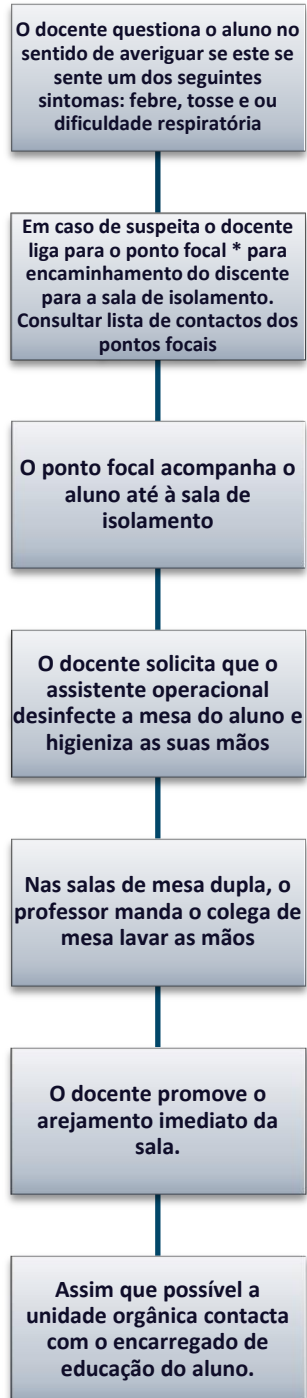 O docente questiona o aluno no
sentido de averiguar se este se
sente um dos seguintes
sintomas: febre, tosse e ou
dificuldade respiratória
Em caso de suspeita o docente
liga para o ponto focal * para
encaminhamento do discente
para a sala de isolamento.
Consultar lista de contactos dos
pontos focais
O ponto focal acompanha o
aluno até à sala de
isolamento
O docente solicita que o
assistente operacional
desinfecte a mesa do aluno e
higieniza as suas mãos
Nas salas de mesa dupla, o
professor manda o colega de
mesa lavar as mãos
O docente promove o
arejamento imediato da
sala.
Assim que possível a
unidade orgânica contacta
com o encarregado de
educação do aluno.